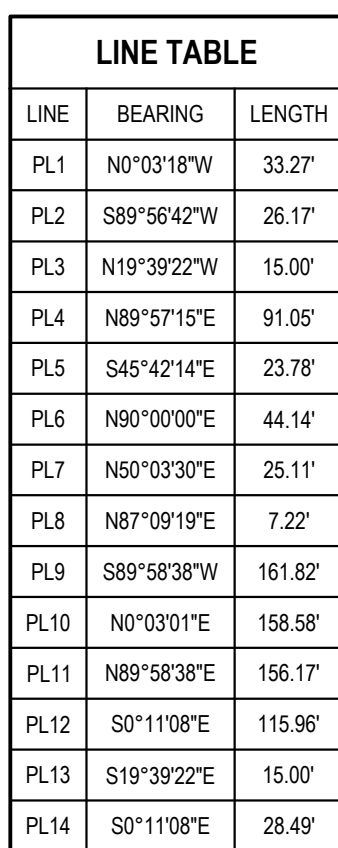 LINE TABLE
LINE BEARING LENGTH
PL1 N0°03'18"W 33.27'
PL2 S89°56'42"W 26.17'
PL3 N19°39'22"W 15.00'
PL4 N89°57'15"E 91.05'
PL5 S45°42'14"E 23.78'
PL6 N90°00'00"E 44.14'
PL7 N50°03'30"E 25.11'
PL8 N87°09'19"E 7.22'
PL9 S89°58'38"W 161.82'
PL10 N0°03'01"E 158.58'
PL11 N89°58'38"E 156.17'
PL12 S0°11'08"E 115.96'
PL13 S19°39'22"E 15.00'
PL14 S0°11'08"E 28.49'